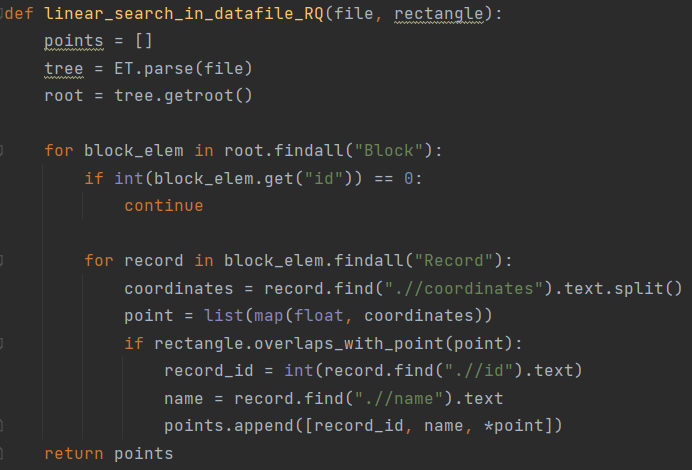 def linear_search_in_datafile_RQ(file, rectangle):
    points = []
    tree = ET.parse(file)
    root = tree.getroot()

    for block_elem in root.findall("Block"):
        if int(block_elem.get("id")) == 0:
            continue

        for record in block_elem.findall("Record"):
            coordinates = record.find(".//coordinates").text.split()
            point = list(map(float, coordinates))
            if rectangle.overlaps_with_point(point):
                record_id = int(record.find(".//id").text)
                name = record.find(".//name").text
                points.append([record_id, name, *point])
    return points